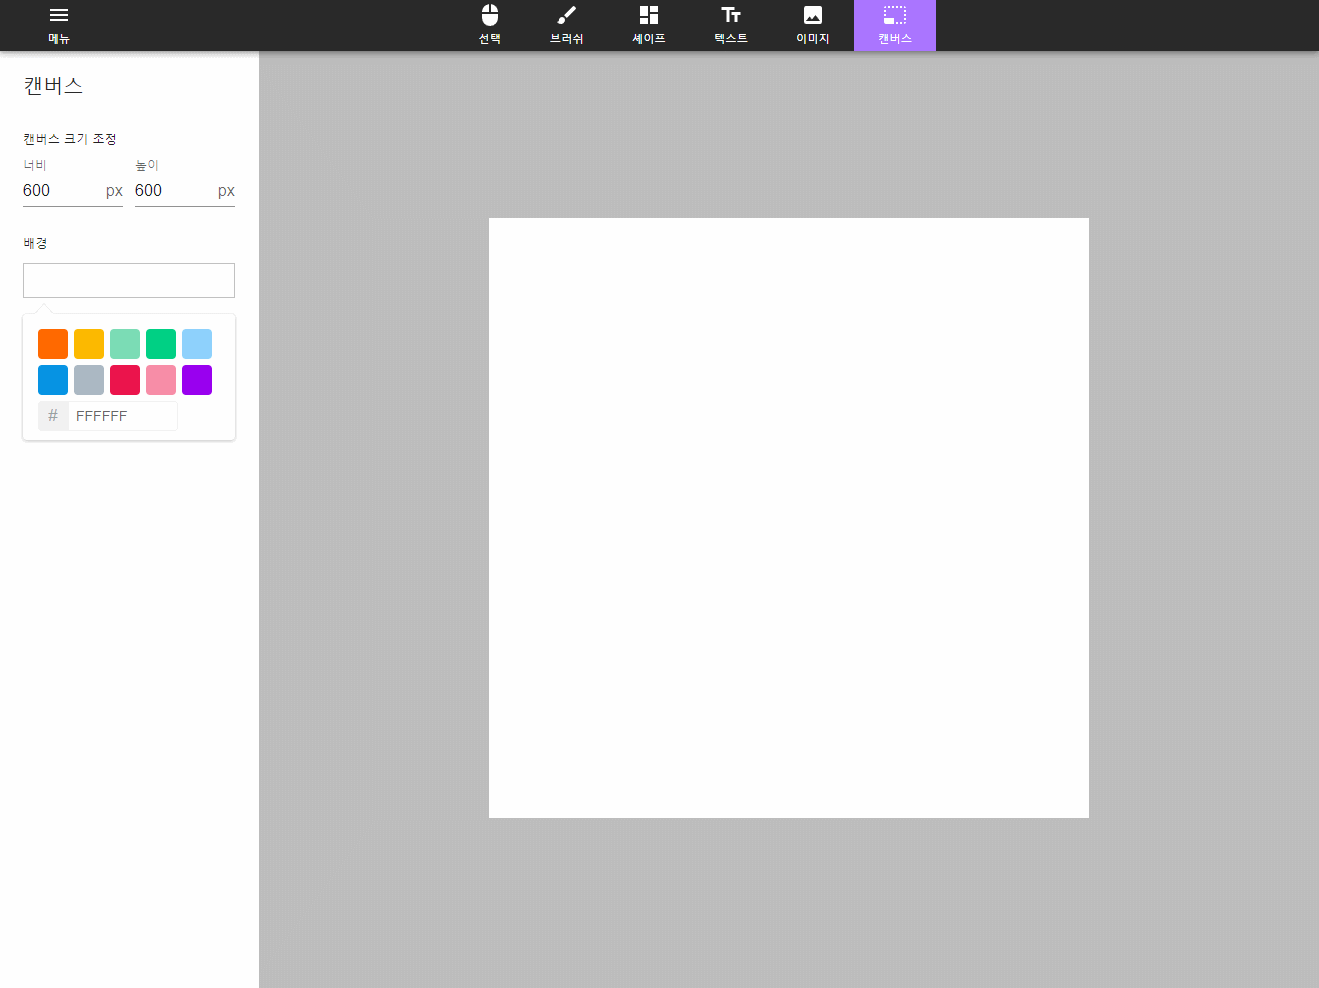 메뉴
선택
브러쉬
셰이프
텍스트
이미지
캔버스
캔버스
캔버스 크기 조정
너비
높이
600 px
600 px
배경
# FFFFFF